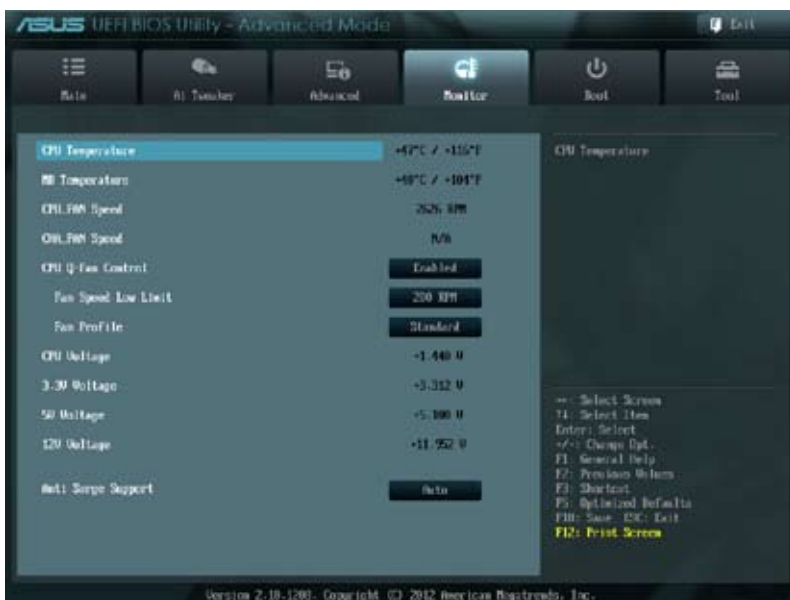 ASUS UEFI BIOS Utility - Advanced Mode
Exit
Main
Ai Tweaker
Advanced
Monitor
Boot
Tool
CPU Temperature +47°C / +116°F
CPU Temperature
MB Temperature +40°C / +104°F
CPU_FAN Speed 2626 RPM
CHA_FAN Speed N/A
CPU Q-Fan Control Enabled
Fan Speed Low Limit 200 RPM
Fan Profile Standard
CPU Voltage +1.440 V
3.3V Voltage +3.312 V
5V Voltage +5.100 V
12V Voltage +11.952 V
Anti Surge Support Auto
→←: Select Screen
↑↓: Select Item
Enter: Select
+/-: Change Opt.
F1: General Help
F2: Previous Values
F3: Shortcut
F5: Optimized Defaults
F10: Save ESC: Exit
F12: Print Screen
Version 2.10.1208. Copyright (C) 2012 American Megatrends, Inc.